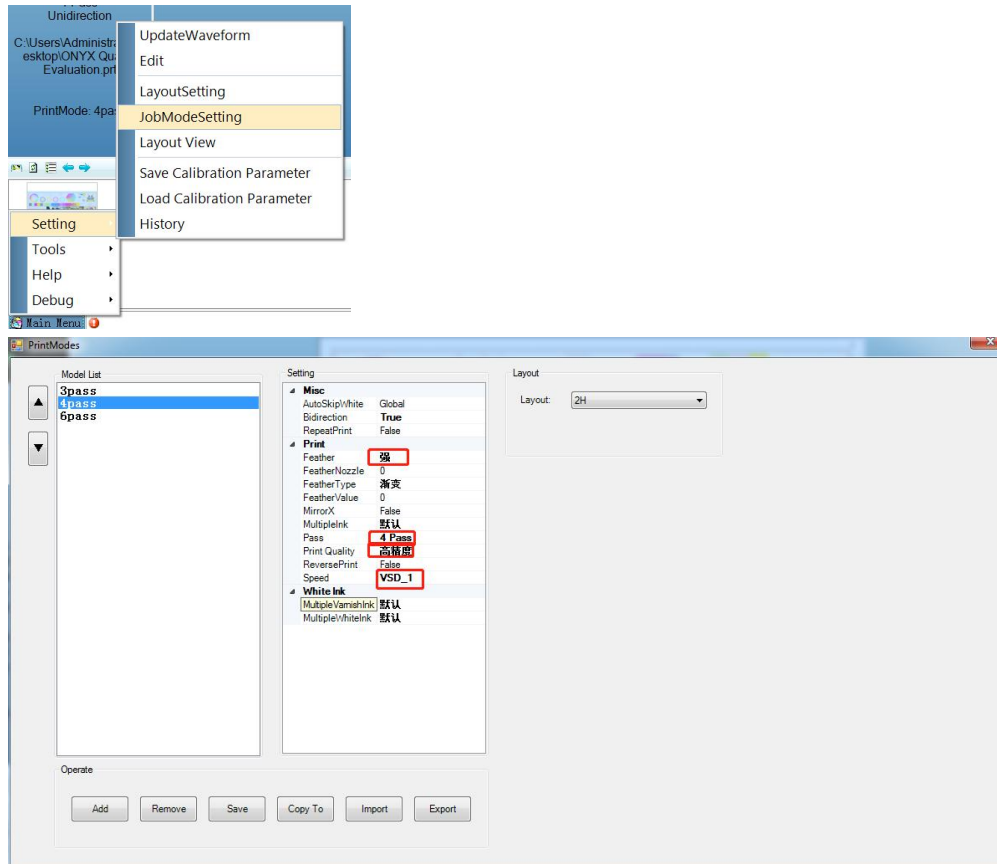 Unidirection
C:\Users\Administra
esktop\ONYX Qua
Evaluation.prf
PrintMode: 4pas
UpdateWaveform
Edit
LayoutSetting
JobModeSetting
Layout View
Save Calibration Parameter
Load Calibration Parameter
History
Setting
Tools
Help
Debug
Main Menu
PrintModes
Model List
3pass
4pass
6pass
Setting
Misc
AutoSkipWhite Global
Bidirection True
RepeatPrint False
Print
Feather 强
FeatherNozzle 0
FeatherType 渐变
FeatherValue 0
MirrorX False
MultipleInk 默认
Pass 4 Pass
Print Quality 高精度
ReversePrint False
Speed VSD_1
White Ink
MultipleVarnishInk 默认
MultipleWhiteInk 默认
Layout
Layout: 2H
Operate
Add Remove Save Copy To Import Export